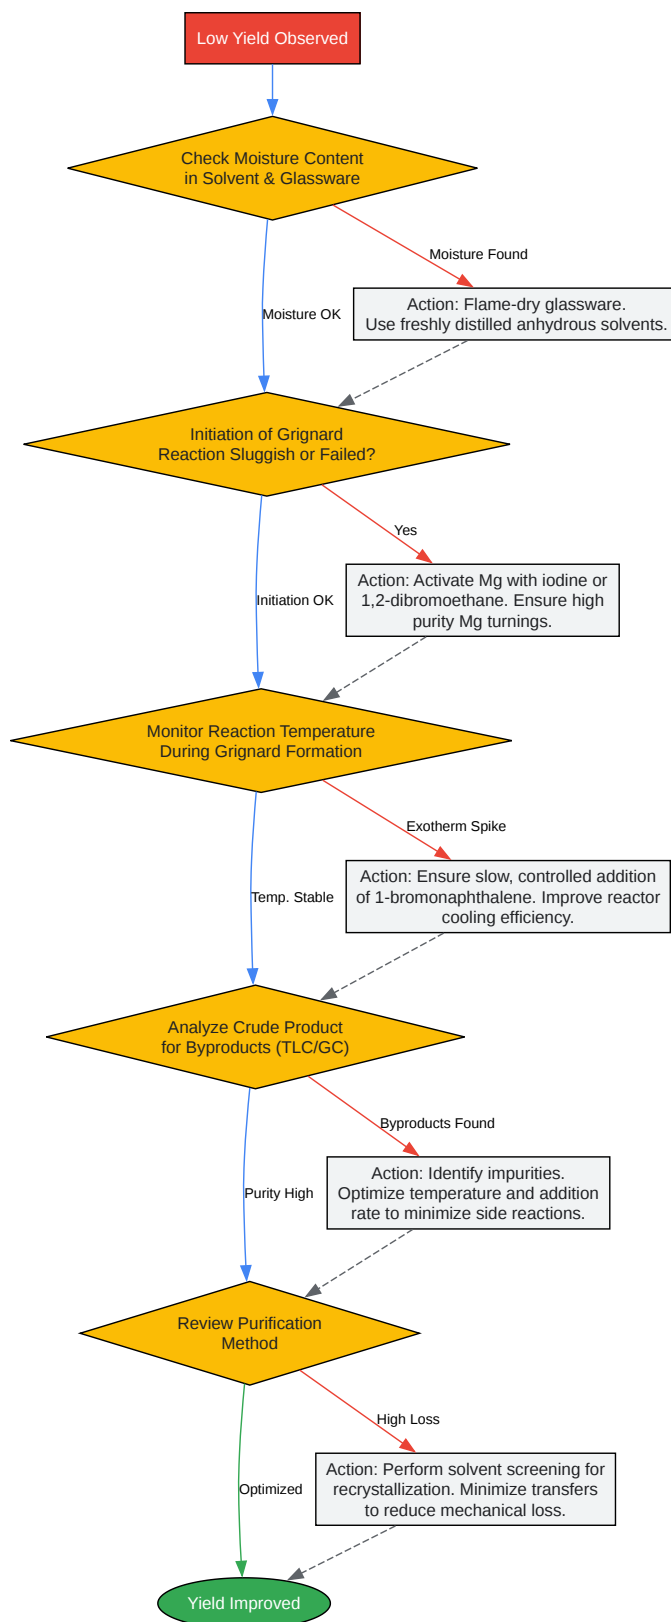 Low Yield Observed
Check Moisture Content
in Solvent & Glassware
Moisture Found
Moisture OK
Action: Flame-dry glassware.
Use freshly distilled anhydrous solvents.
Initiation of Grignard
Reaction Sluggish or Failed?
Yes
Initiation OK
Action: Activate Mg with iodine or
1,2-dibromoethane. Ensure high
purity Mg turnings.
Monitor Reaction Temperature
During Grignard Formation
Exotherm Spike
Temp. Stable
Action: Ensure slow, controlled addition
of 1-bromonaphthalene. Improve reactor
cooling efficiency.
Analyze Crude Product
for Byproducts (TLC/GC)
Byproducts Found
Purity High
Action: Identify impurities.
Optimize temperature and addition
rate to minimize side reactions.
Review Purification
Method
High Loss
Optimized
Action: Perform solvent screening for
recrystallization. Minimize transfers
to reduce mechanical loss.
Yield Improved